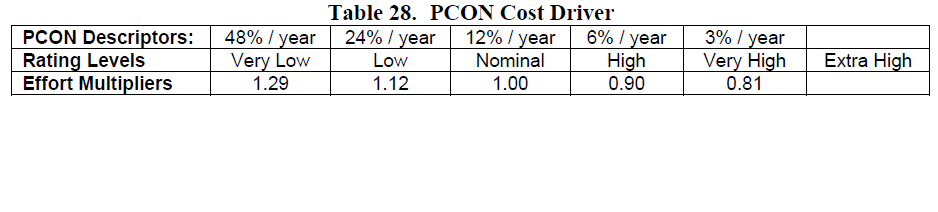 Table 28. PCON Cost Driver
PCON Descriptors: 48% / year 24% / year 12% / year 6% / year 3% / year
Rating Levels Very Low Low Nominal High Very High Extra High
Effort Multipliers 1.29 1.12 1.00 0.90 0.81